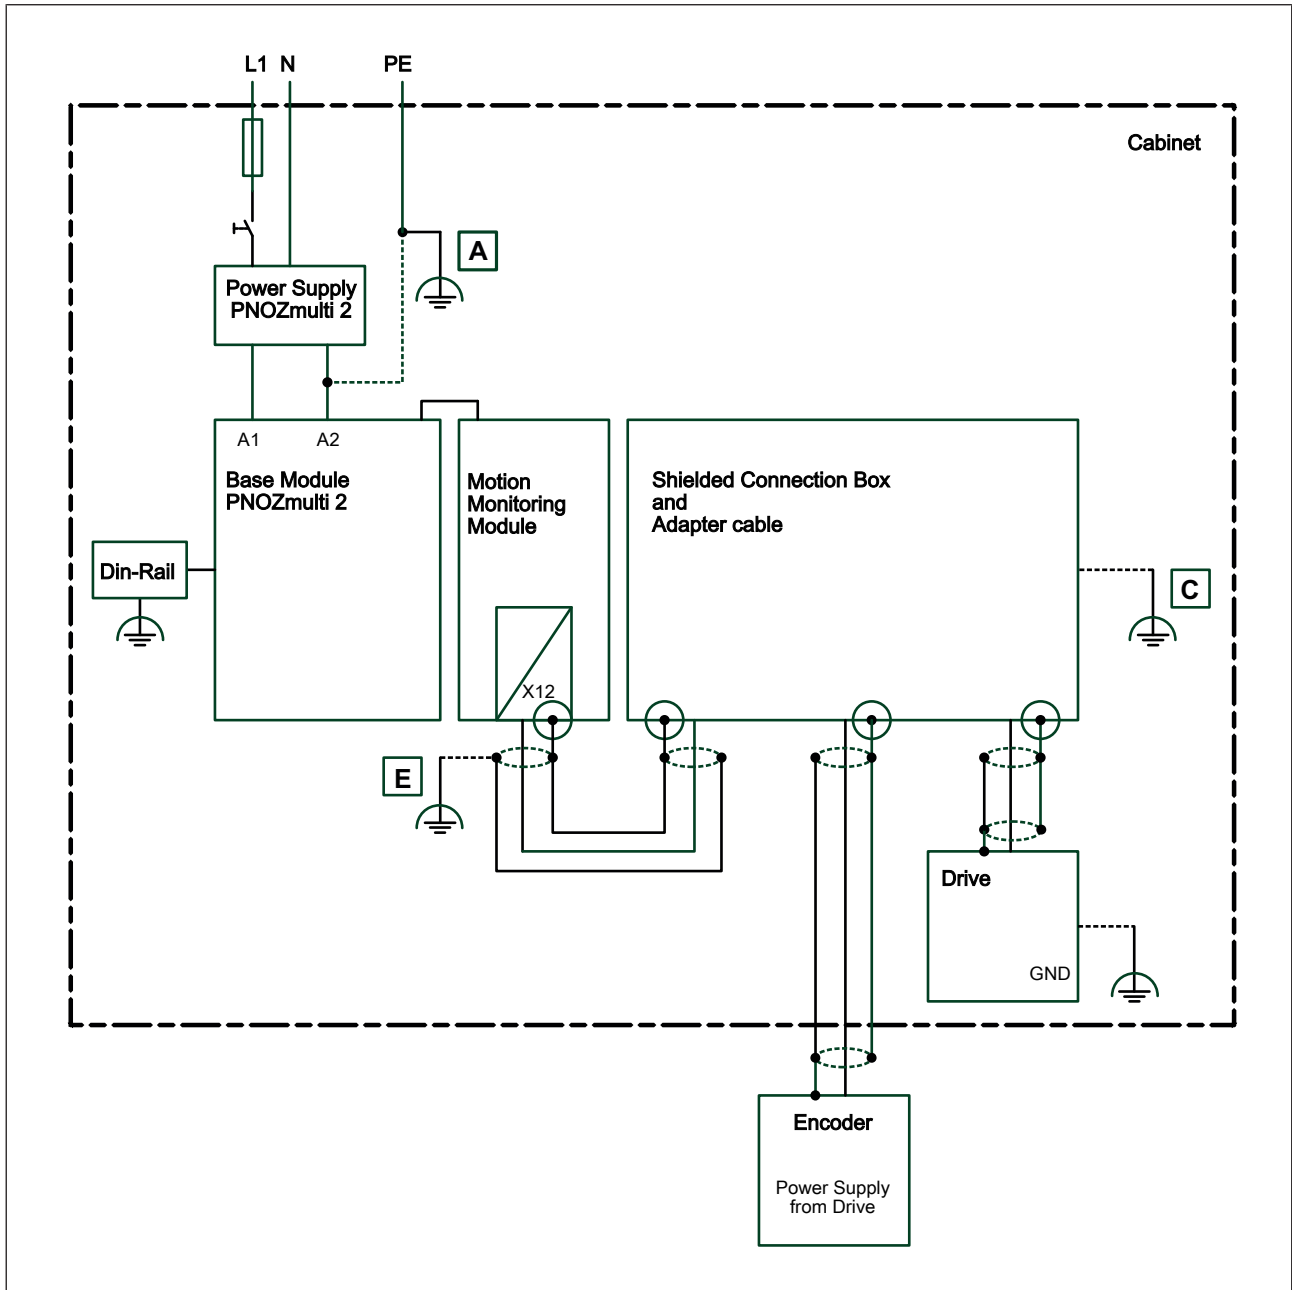 L1 N PE
Cabinet
A
Power Supply
PNOZmulti 2
A1 A2
Base Module
PNOZmulti 2
Motion
Monitoring
Module
Shielded Connection Box
and
Adapter cable
Din-Rail
C
X12
E
Drive
GND
Encoder
Power Supply
from Drive